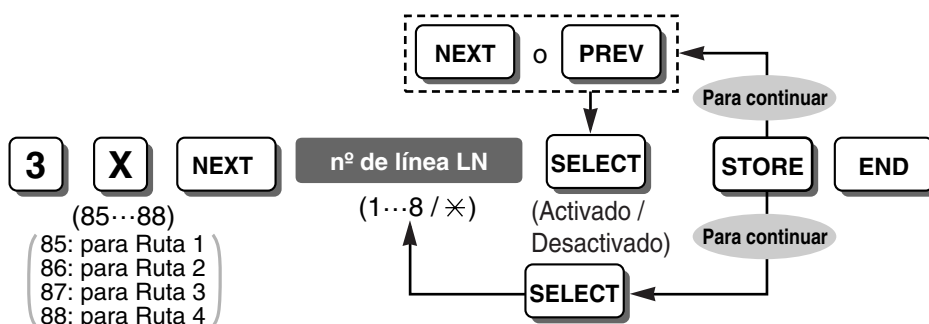 NEXT o PREV
Para continuar
3 X NEXT nº de línea LN SELECT STORE END
(85···88)
(1···8 / ✳)
(Activado /
Desactivado)
85: para Ruta 1
86: para Ruta 2
87: para Ruta 3
88: para Ruta 4
Para continuar
SELECT